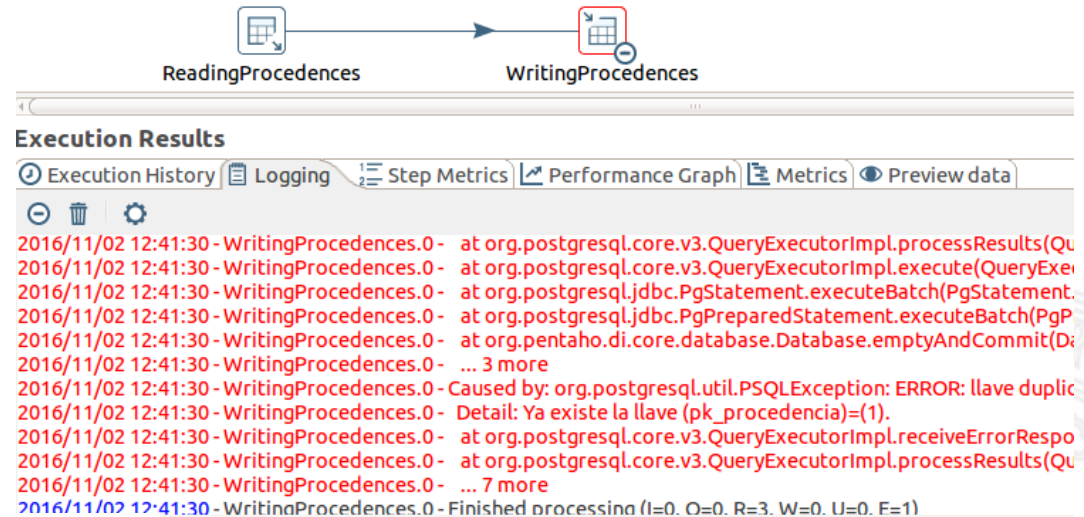 ReadingProcedences WritingProcedences
Execution Results
Execution History Logging Step Metrics Performance Graph Metrics Preview data
2016/11/02 12:41:30 - WritingProcedences.0 - at org.postgresql.core.v3.QueryExecutorImpl.processResults(Qu
2016/11/02 12:41:30 - WritingProcedences.0 - at org.postgresql.core.v3.QueryExecutorImpl.execute(QueryExe
2016/11/02 12:41:30 - WritingProcedences.0 - at org.postgresql.jdbc.PgStatement.executeBatch(PgStatement.
2016/11/02 12:41:30 - WritingProcedences.0 - at org.postgresql.jdbc.PgPreparedStatement.executeBatch(PgP
2016/11/02 12:41:30 - WritingProcedences.0 - at org.pentaho.di.core.database.Database.emptyAndCommit(Da
2016/11/02 12:41:30 - WritingProcedences.0 - ... 3 more
2016/11/02 12:41:30 - WritingProcedences.0 - Caused by: org.postgresql.util.PSQLException: ERROR: llave duplic
2016/11/02 12:41:30 - WritingProcedences.0 - Detail: Ya existe la llave (pk_procedencia)=(1).
2016/11/02 12:41:30 - WritingProcedences.0 - at org.postgresql.core.v3.QueryExecutorImpl.receiveErrorRespo
2016/11/02 12:41:30 - WritingProcedences.0 - at org.postgresql.core.v3.QueryExecutorImpl.processResults(Qu
2016/11/02 12:41:30 - WritingProcedences.0 - ... 7 more
2016/11/02 12:41:30 - WritingProcedences.0 - Finished processing (I=0, O=0, R=3, W=0, U=0, E=1)